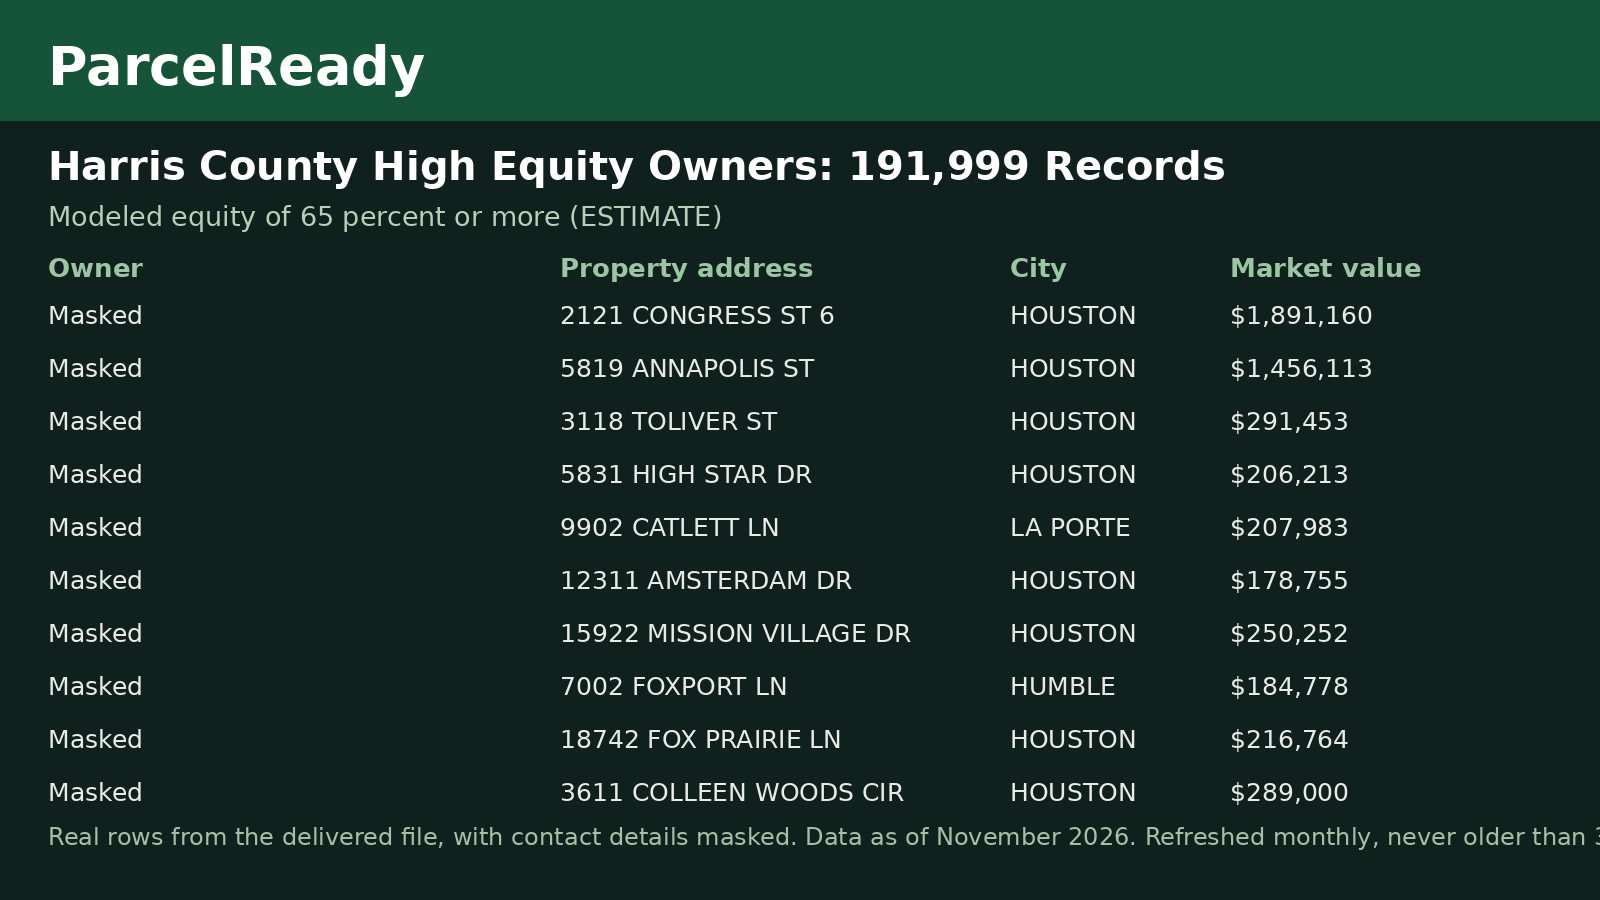 ParcelReady
Harris County High Equity Owners: 191,999 Records
Modeled equity of 65 percent or more (ESTIMATE)
Owner Property address City Market value
Masked 2121 CONGRESS ST 6 HOUSTON $1,891,160
Masked 5819 ANNAPOLIS ST HOUSTON $1,456,113
Masked 3118 TOLIVER ST HOUSTON $291,453
Masked 5831 HIGH STAR DR HOUSTON $206,213
Masked 9902 CATLETT LN LA PORTE $207,983
Masked 12311 AMSTERDAM DR HOUSTON $178,755
Masked 15922 MISSION VILLAGE DR HOUSTON $250,252
Masked 7002 FOXPORT LN HUMBLE $184,778
Masked 18742 FOX PRAIRIE LN HOUSTON $216,764
Masked 3611 COLLEEN WOODS CIR HOUSTON $289,000
Real rows from the delivered file, with contact details masked. Data as of November 2026. Refreshed monthly, never older than